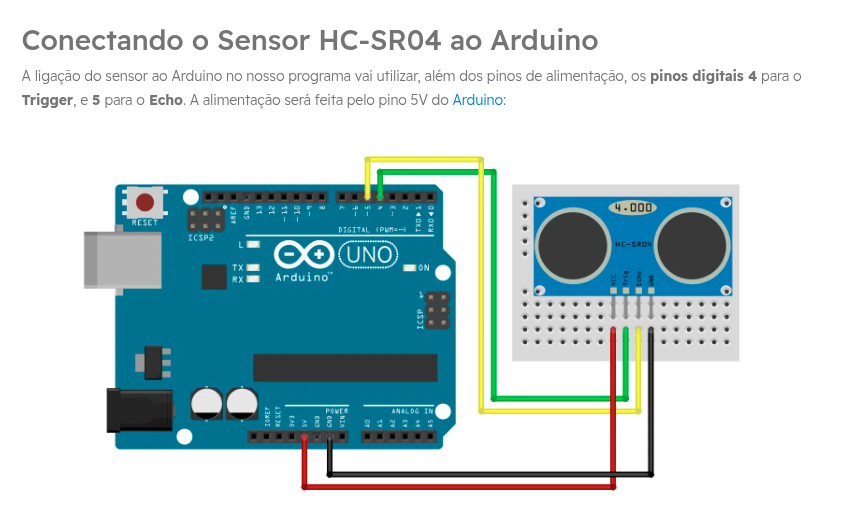 Conectando o Sensor HC-SR04 ao Arduino
A ligação do sensor ao Arduino no nosso programa vai utilizar, além dos pinos de alimentação, os pinos digitais 4 para o
Trigger, e 5 para o Echo. A alimentação será feita pelo pino 5V do Arduino:
RESET
ICSP2
AREF
GND
13
12
~11
~10
~9
8
7
~6
~5
4
~3
2
TXD▶1
RXD◀0
DIGITAL (PWM=~)
L
TX
RX
UNO
Arduino™
ON
1
ICSP
IOREF
RESET
3V3
5V
GND
GND
VIN
POWER
ANALOG IN
A0
A1
A2
A3
A4
A5
4.000
HC-SR04
VCC
Trig
Echo
GND